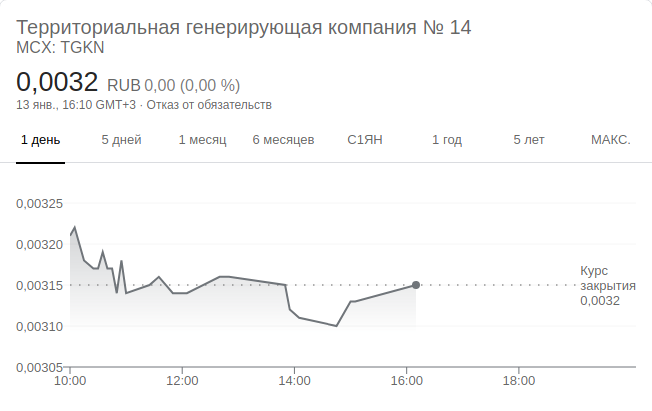 Территориальная генерирующая компания № 14
MCX: TGKN
0,0032 RUB 0,00 (0,00 %)
13 янв., 16:10 GMT+3 · Отказ от обязательств
1 день 5 дней 1 месяц 6 месяцев С1ЯН 1 год 5 лет МАКС.
0,00325
0,00320
0,00315
0,00310
0,00305
Курс
закрытия
0,0032
10:00 12:00 14:00 16:00 18:00